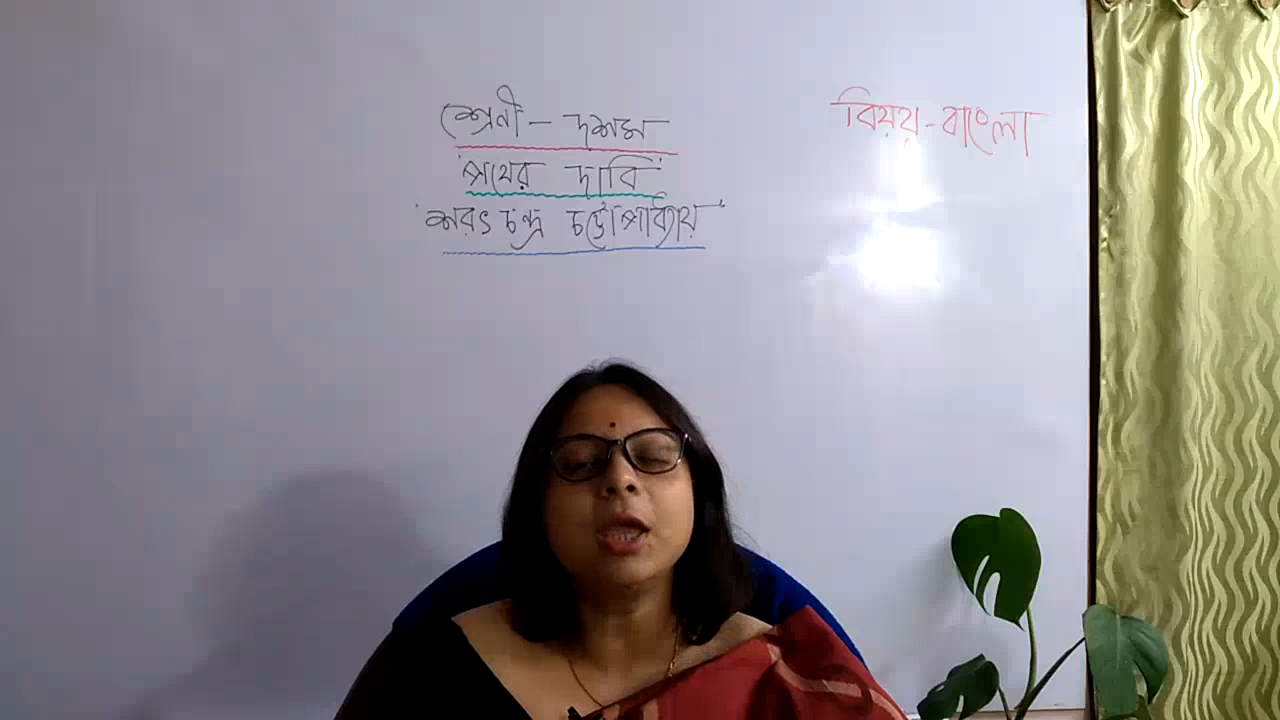 শ্রেনী - দশম
'পথের দাবি'
'শরৎ চন্দ্র চট্টোপাধ্যায়'
বিষয় - বাংলা